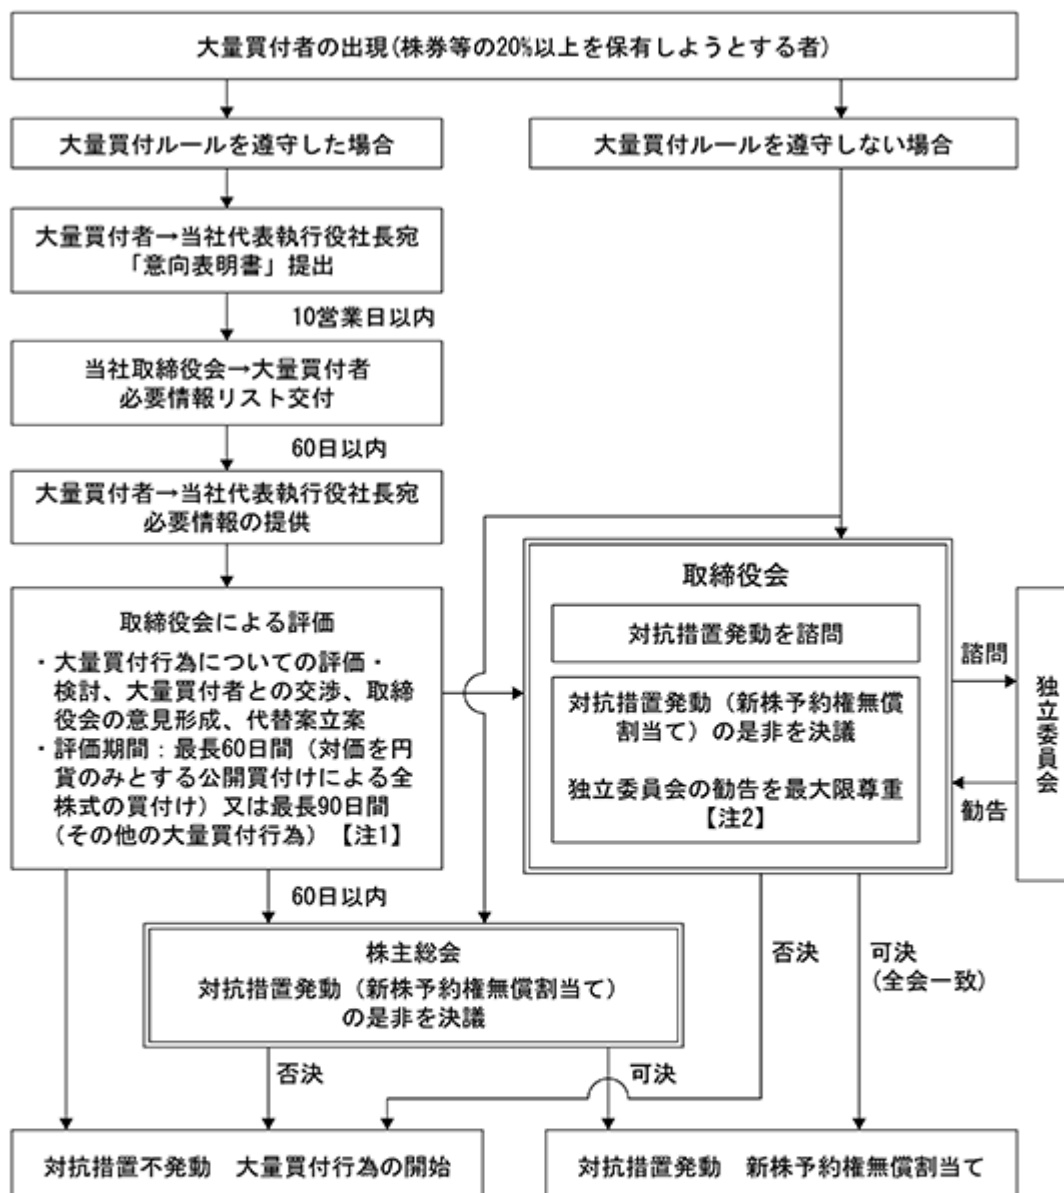 大量買付者の出現(株券等の20%以上を保有しようとする者)
大量買付ルールを遵守した場合
大量買付ルールを遵守しない場合
大量買付者→当社代表執行役社長宛
「意向表明書」提出
10営業日以内
当社取締役会→大量買付者
必要情報リスト交付
60日以内
大量買付者→当社代表執行役社長宛
必要情報の提供
取締役会による評価
・大量買付行為についての評価・
検討、大量買付者との交渉、取締
役会の意見形成、代替案立案
・評価期間：最長60日間（対価を円
貨のみとする公開買付けによる全
株式の買付け）又は最長90日間
(その他の大量買付行為）【注1】
取締役会
対抗措置発動を諮問
対抗措置発動（新株予約権無償
割当て）の是非を決議
独立委員会の勧告を最大限尊重
【注2】
諮問
勧告
独立委員会
60日以内
株主総会
対抗措置発動（新株予約権無償割当て）
の是非を決議
否決
可決
(全会一致)
否決
可決
対抗措置不発動　大量買付行為の開始
対抗措置発動　新株予約権無償割当て